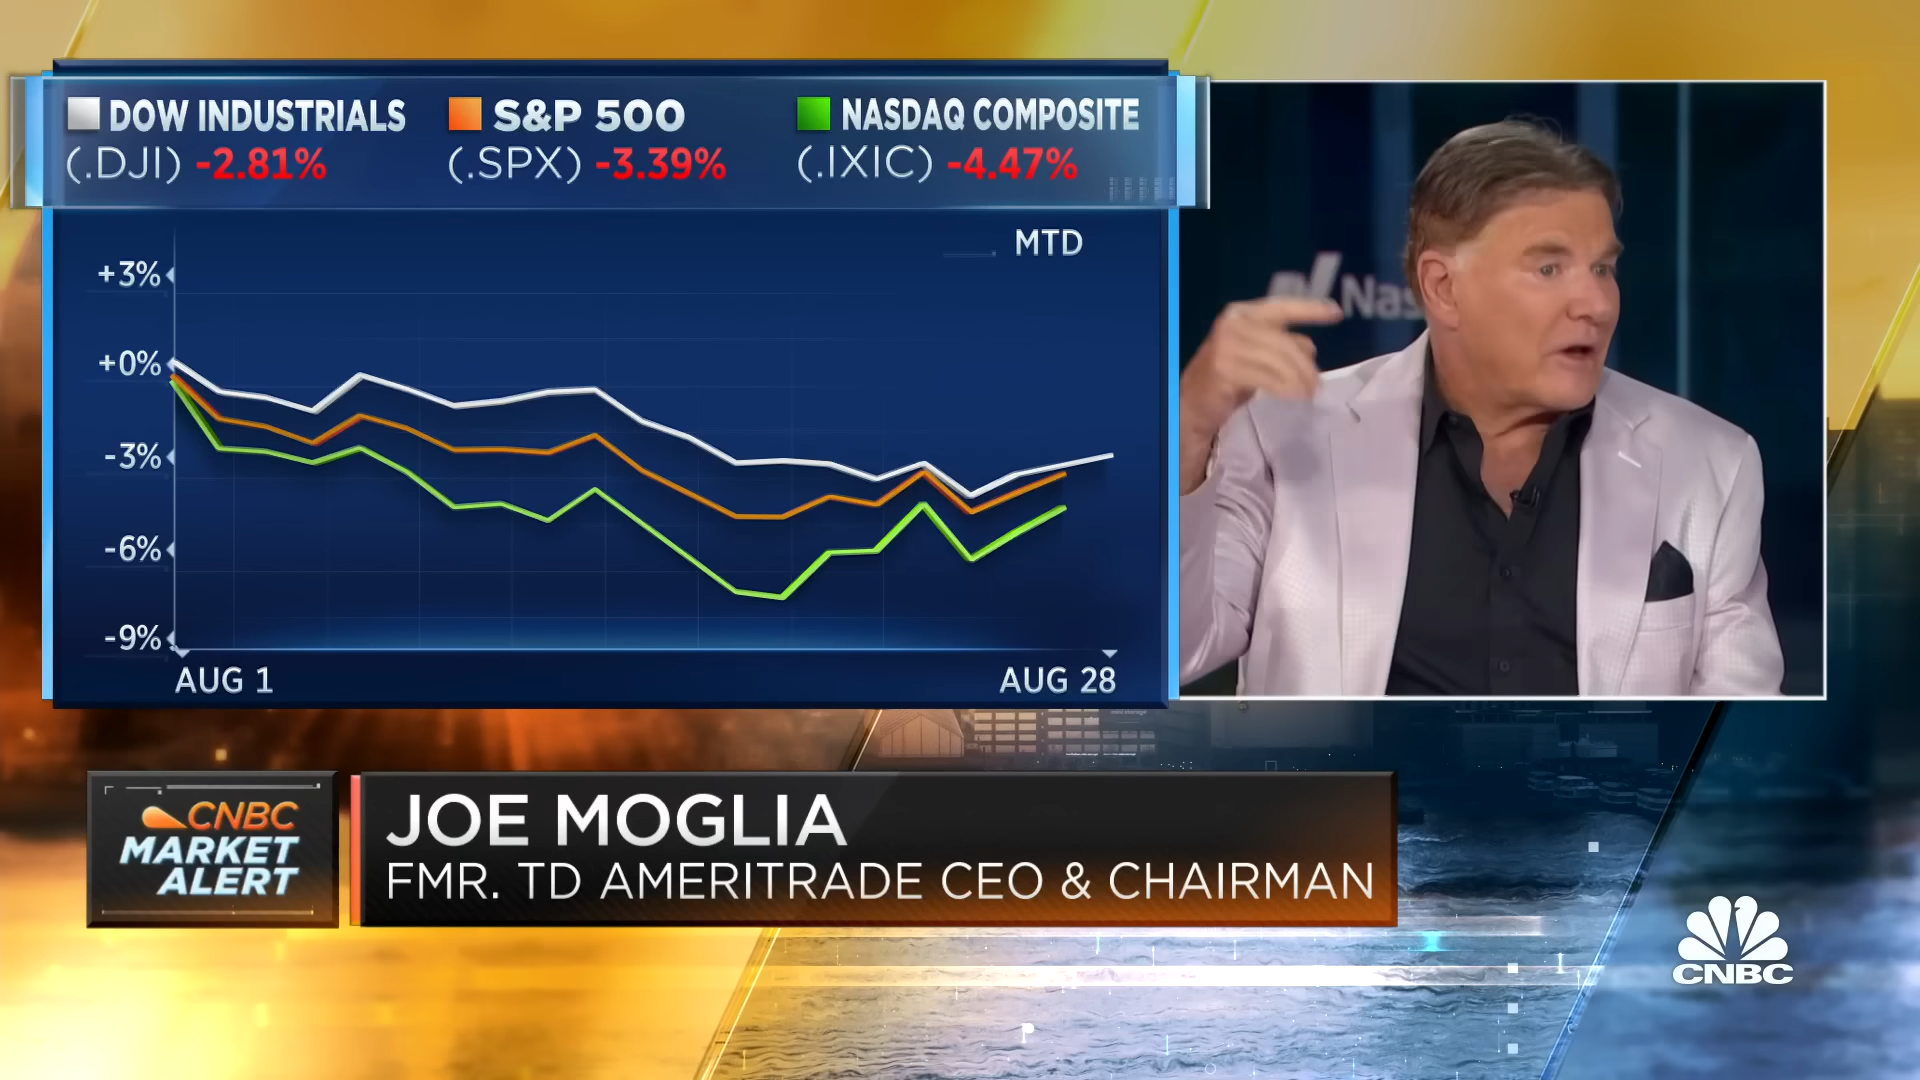 DOW INDUSTRIALS
(.DJI) -2.81%
S&P 500
(.SPX) -3.39%
NASDAQ COMPOSITE
(.IXIC) -4.47%
MTD
+3%
+0%
-3%
-6%
-9%
AUG 1
AUG 28
Nas
CNBC
MARKET
ALERT
JOE MOGLIA
FMR. TD AMERITRADE CEO & CHAIRMAN
CNBC